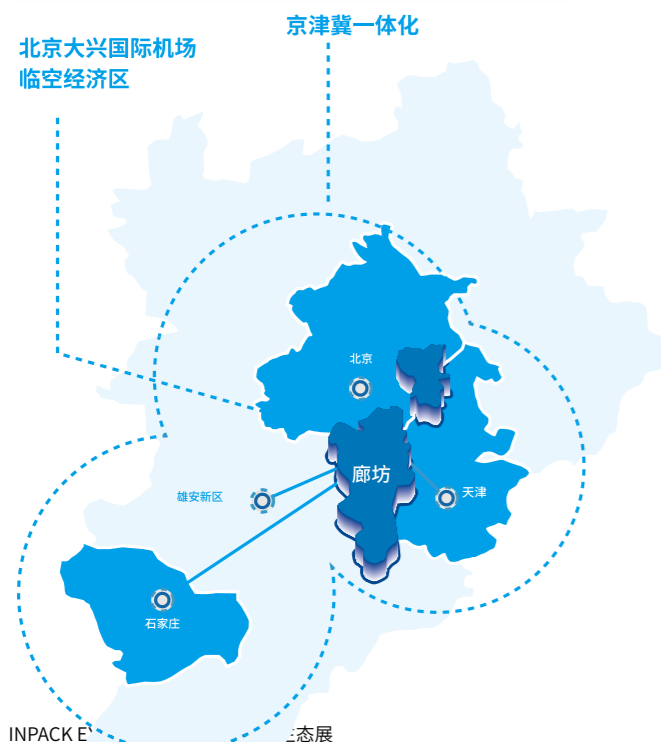 京津冀一体化
北京大兴国际机场
临空经济区
北京
廊坊
雄安新区
天津
石家庄
INPACK 态展